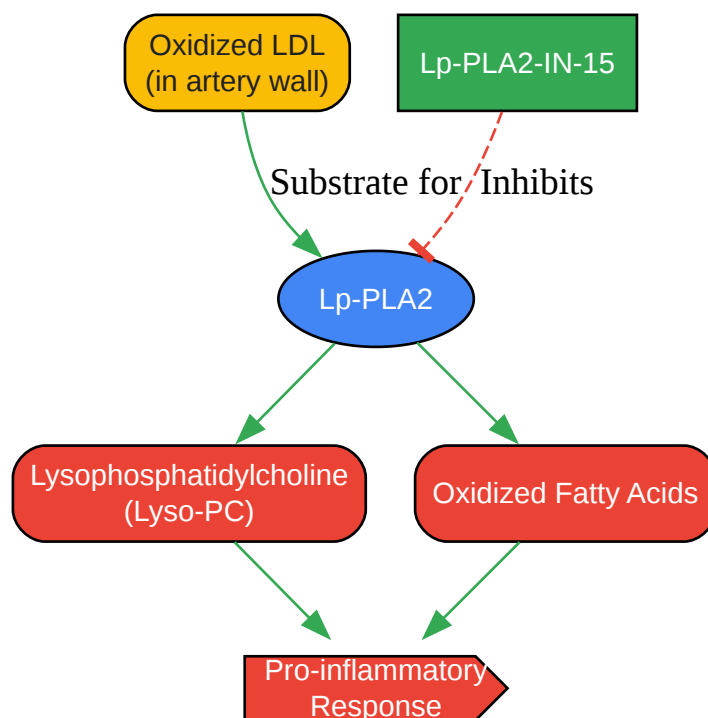 Oxidized LDL
(in artery wall)
Lp-PLA2-IN-15
Substrate for
Inhibits
Lp-PLA2
Lysophosphatidylcholine
(Lyso-PC)
Oxidized Fatty Acids
Pro-inflammatory
Response